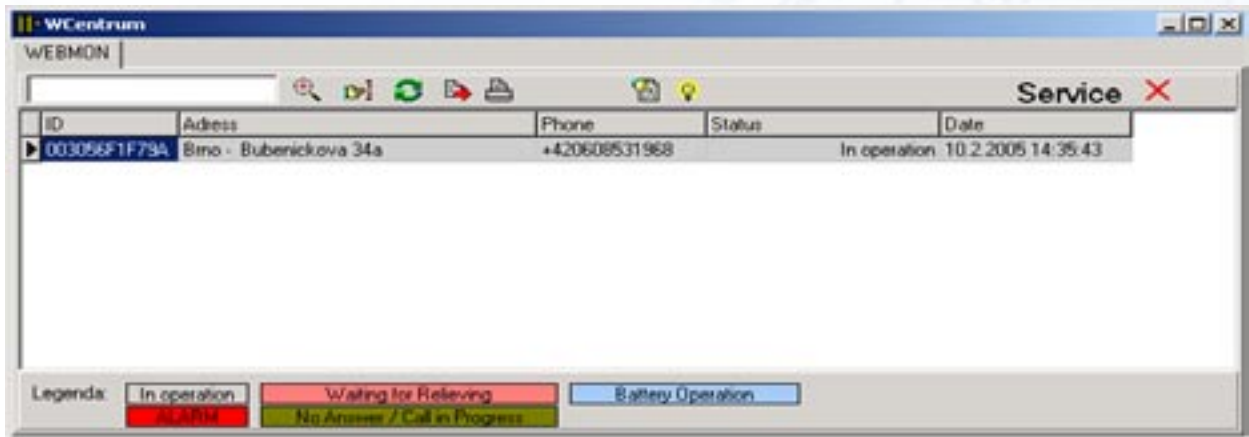 WCentrum
WEBMON
Service
ID Adress Phone Status Date
003056F1F79A Brno - Bubenickova 34a +420608531968 In operation 10.2.2005 14:35:43
Legenda: In operation Waiting for Relieving Battery Operation
ALARM No Answer / Call in Progress